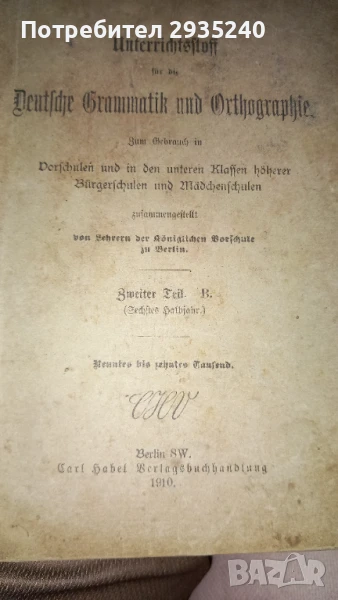 Потребител 2935240
Unterrichtsstoff
für die
Deutsche Grammatik und Orthographie.
Zum Gebrauch in
Vorschulen und in den unteren Klassen höherer
Bürgerschulen und Mädchenschulen
zusammengestellt
von Lehrern der Königlichen Vorschule
zu Berlin.
Zweiter Teil. B.
(Sechstes Halbjahr.)
Neuntes bis zehntes Tausend.
CHV
Berlin SW.
Carl Habel Verlagsbuchhandlung
1910.
BAZAR